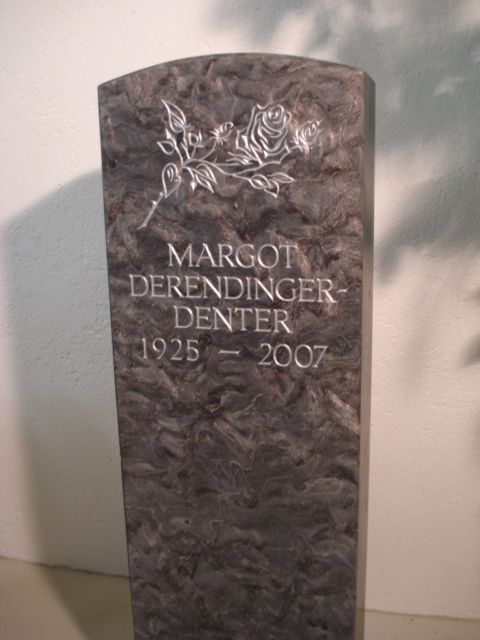 MARGOT
DERENDINGER-
DENTER
1925 — 2007